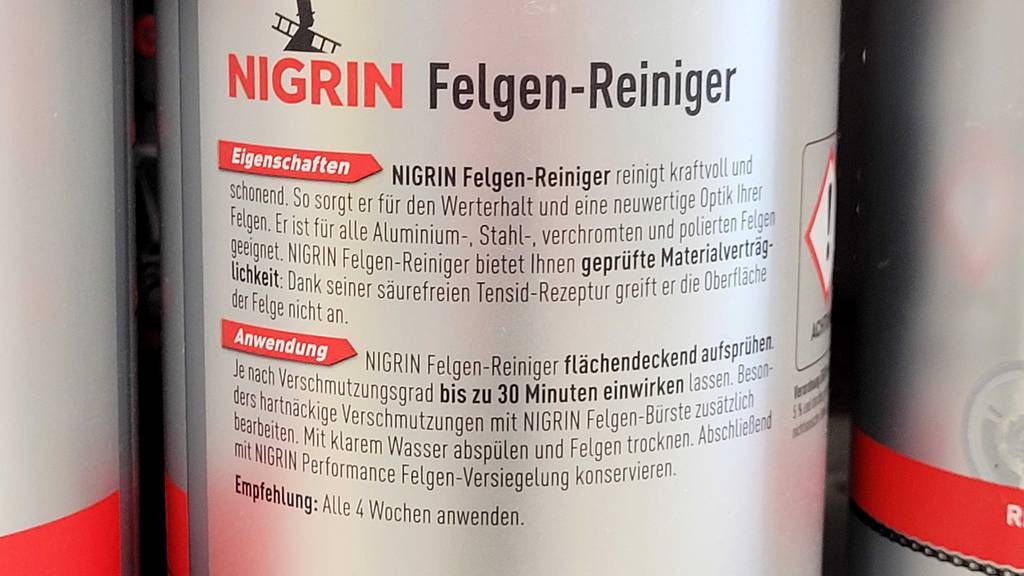 NIGRIN Felgen-Reiniger
Eigenschaften NIGRIN Felgen-Reiniger reinigt kraftvoll und
schonend. So sorgt er für den Werterhalt und eine neuwertige Optik Ihrer
Felgen. Er ist für alle Aluminium-, Stahl-, verchromten und polierten Felgen
geeignet. NIGRIN Felgen-Reiniger bietet Ihnen geprüfte Materialverträg-
lichkeit: Dank seiner säurefreien Tensid-Rezeptur greift er die Oberfläche
der Felge nicht an.
Anwendung NIGRIN Felgen-Reiniger flächendeckend aufsprühen.
Je nach Verschmutzungsgrad bis zu 30 Minuten einwirken lassen. Beson-
ders hartnäckige Verschmutzungen mit NIGRIN Felgen-Bürste zusätzlich
bearbeiten. Mit klarem Wasser abspülen und Felgen trocknen. Abschließend
mit NIGRIN Performance Felgen-Versiegelung konservieren.
Empfehlung: Alle 4 Wochen anwenden.